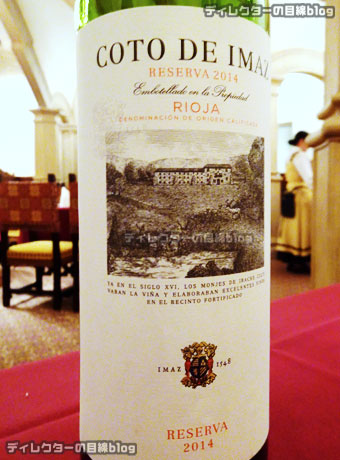 ディレクターの目線blog
COTO DE IMAZ
RESERVA 2014
Embotellado en la Propiedad
RIOJA
DENOMINACIÓN DE ORIGEN CALIFICADA
ディレクターの目線blog
YA EN EL SIGLO XVI, LOS MONJES DE IRACHE
LA VIÑA Y ELABORABAN EXCELENTES
EN EL RECINTO FORTIFICADO
IMAZ 1548
RESERVA
2014
ディレクターの目線blog